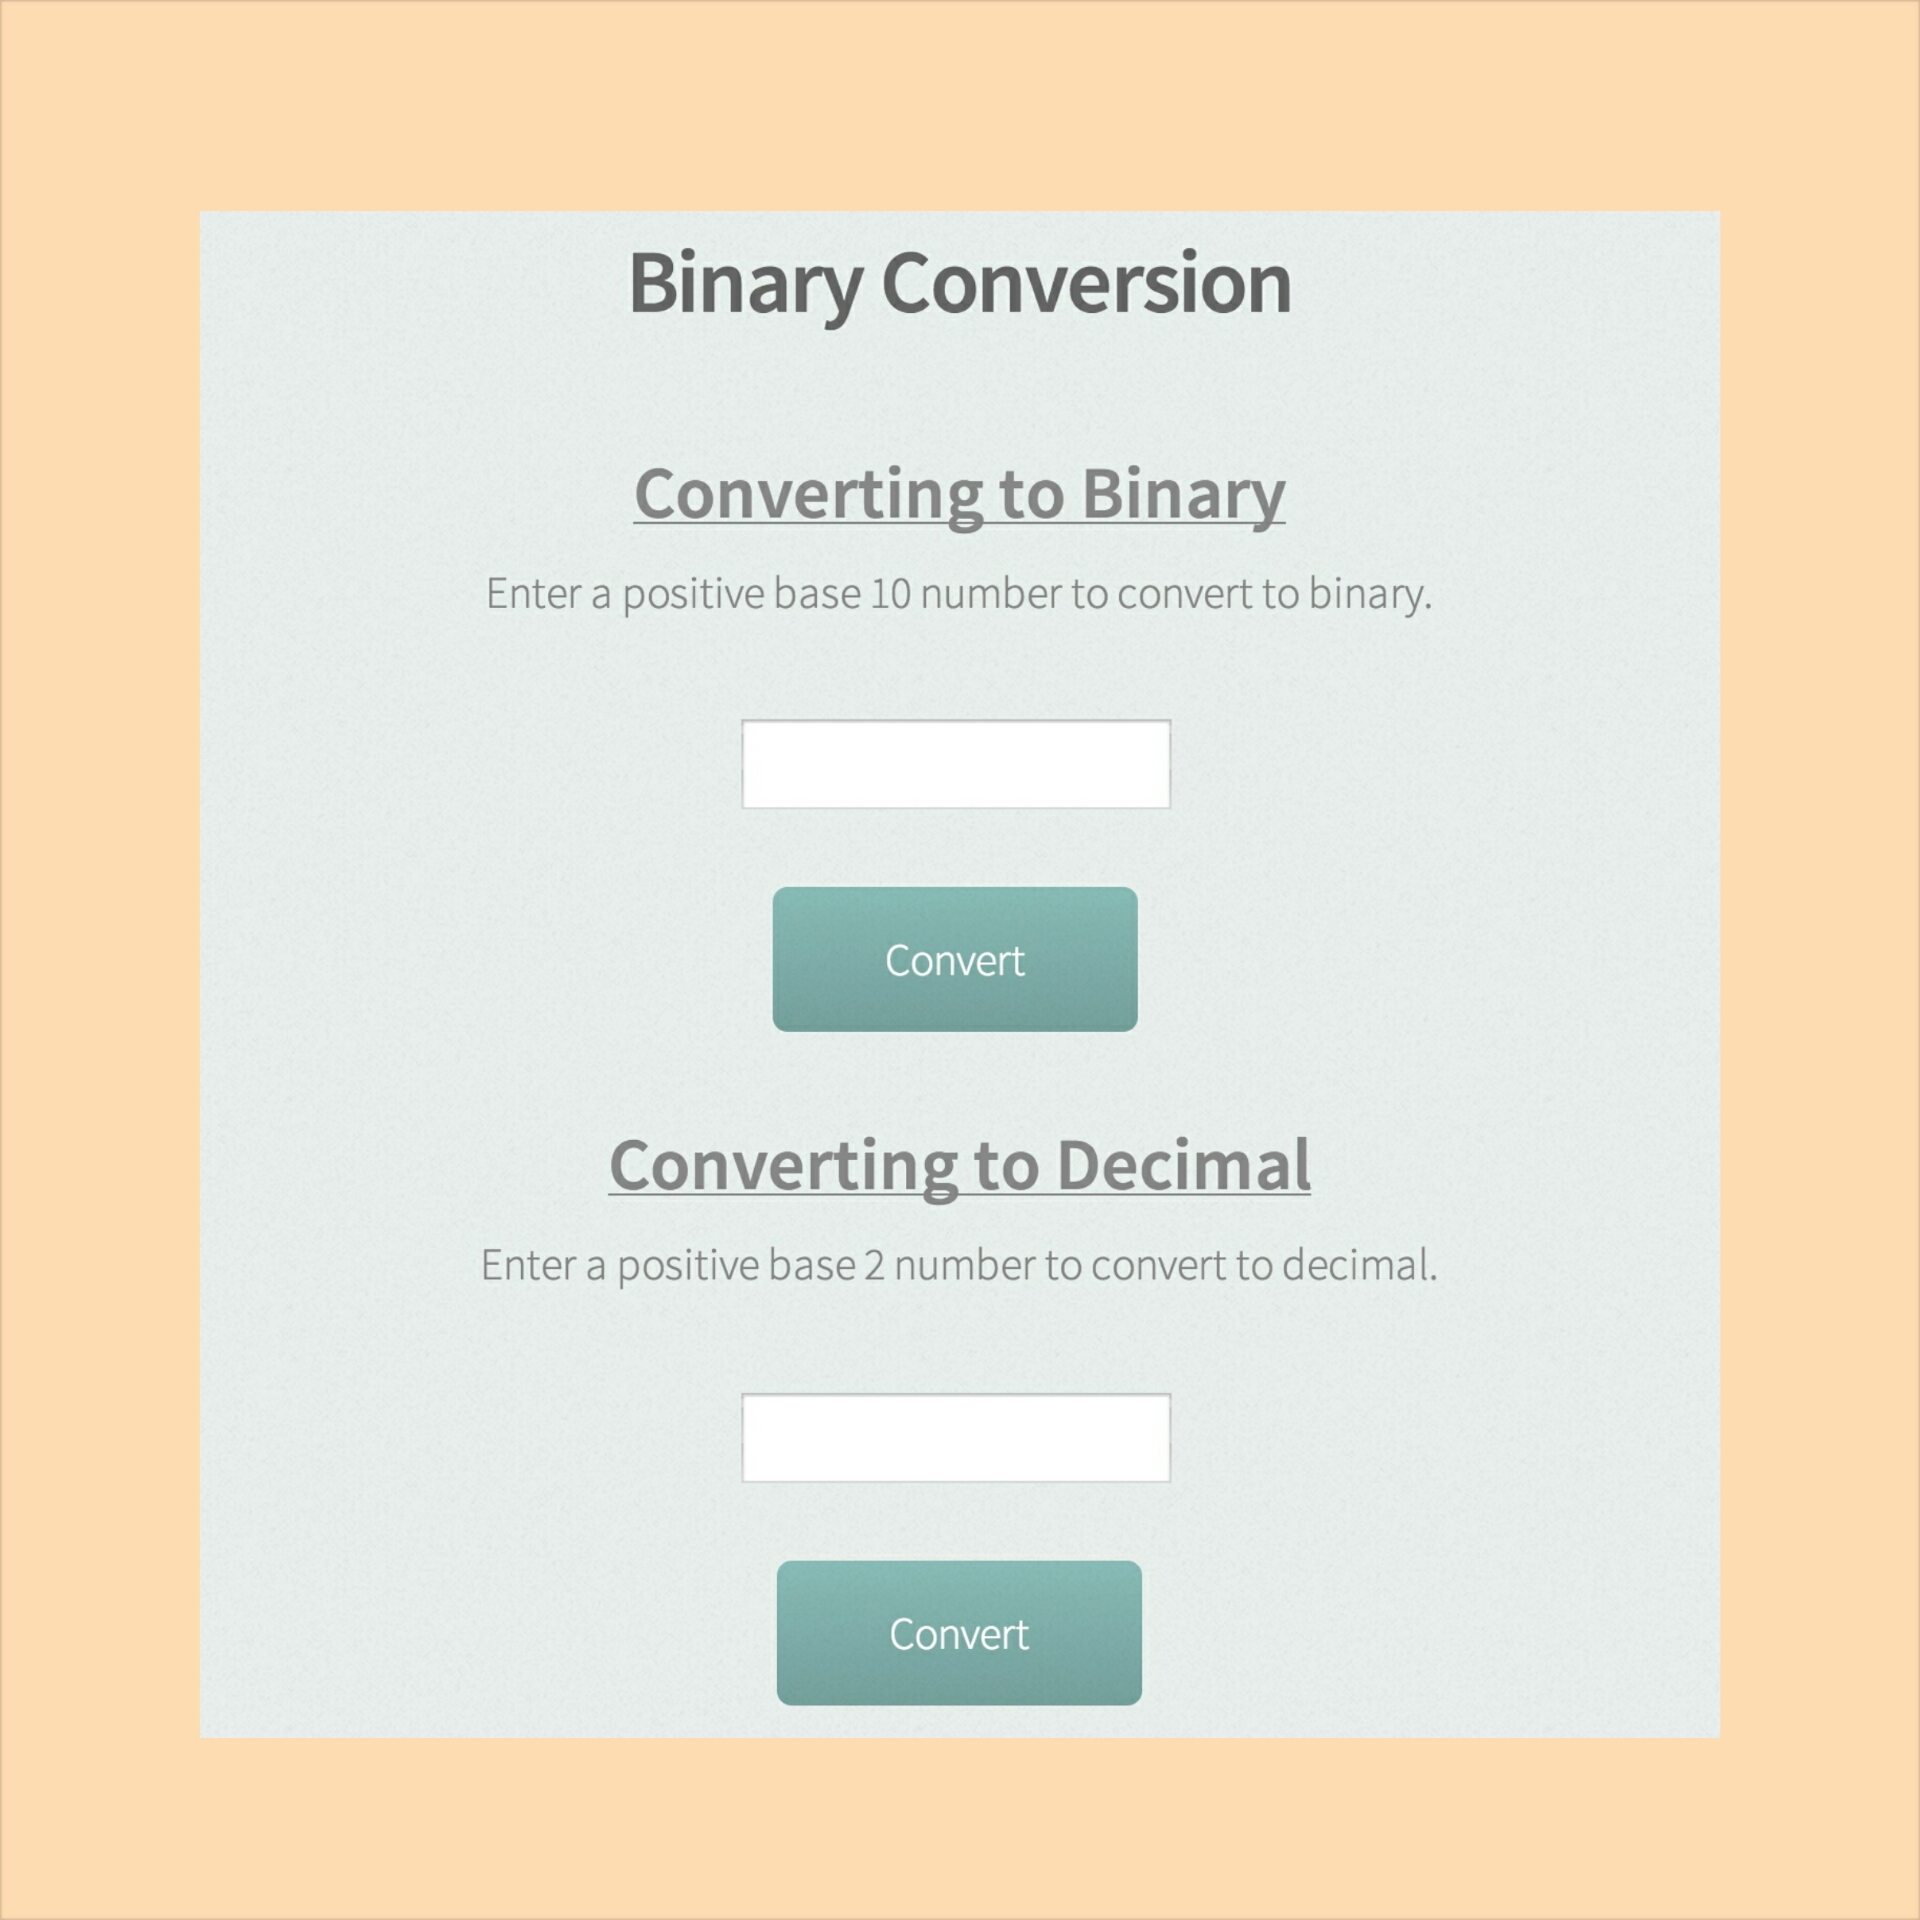 Binary Conversion
Converting to Binary
Enter a positive base 10 number to convert to binary.
Convert
Converting to Decimal
Enter a positive base 2 number to convert to decimal.
Convert